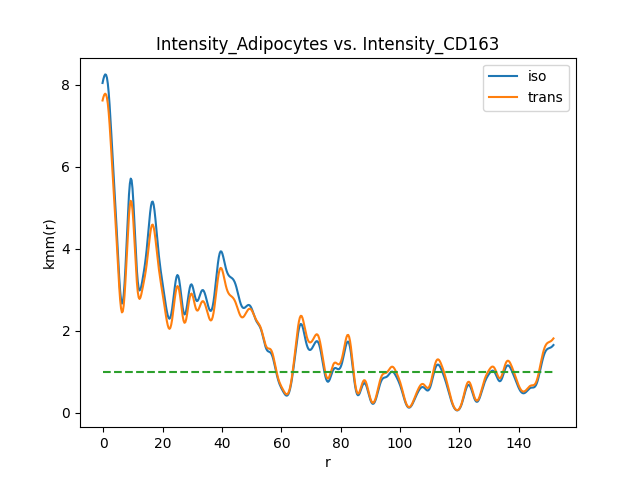 Intensity_Adipocytes vs. Intensity_CD163
iso
trans
kmm(r)
8
6
4
2
0
0 20 40 60 80 100 120 140
r